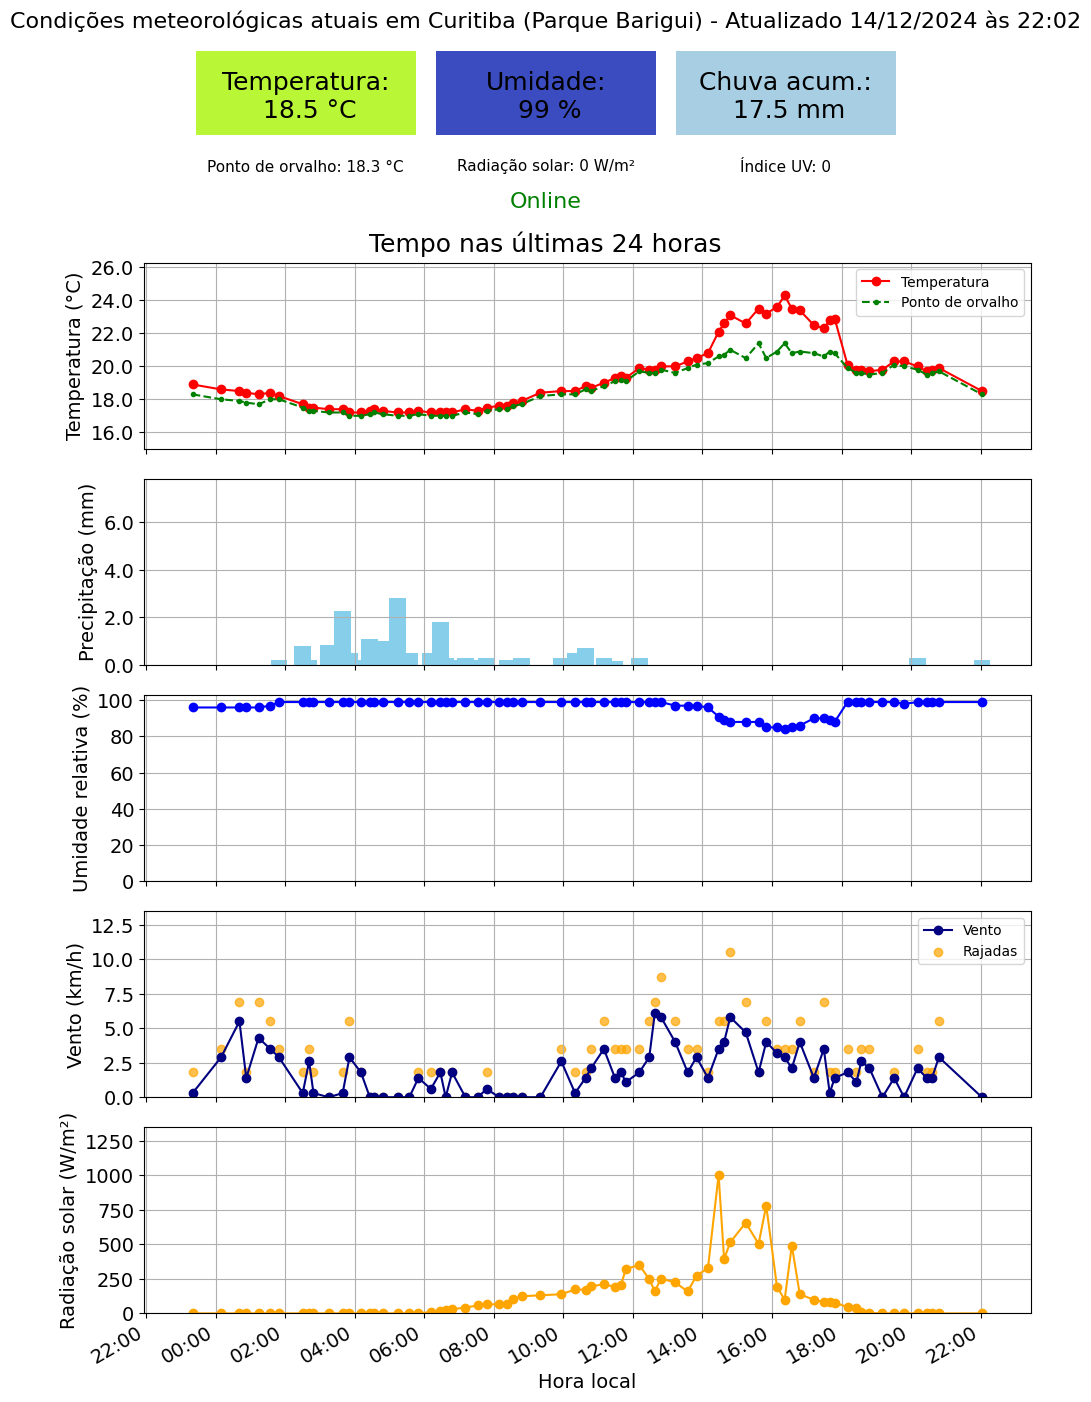 Condições meteorológicas atuais em Curitiba (Parque Barigui) - Atualizado 14/12/2024 às 22:02
Temperatura:
18.5 °C
Umidade:
99 %
Chuva acum.:
17.5 mm
Ponto de orvalho: 18.3 °C
Radiação solar: 0 W/m²
Índice UV: 0
Online
Tempo nas últimas 24 horas
Temperatura (°C)
26.0
24.0
22.0
20.0
18.0
16.0
Temperatura
Ponto de orvalho
Precipitação (mm)
6.0
4.0
2.0
0.0
Umidade relativa (%)
100
80
60
40
20
0
Vento (km/h)
12.5
10.0
7.5
5.0
2.5
0.0
Vento
Rajadas
Radiação solar (W/m²)
1250
1000
750
500
250
0
22:00
00:00
02:00
04:00
06:00
08:00
10:00
12:00
14:00
16:00
18:00
20:00
22:00
Hora local